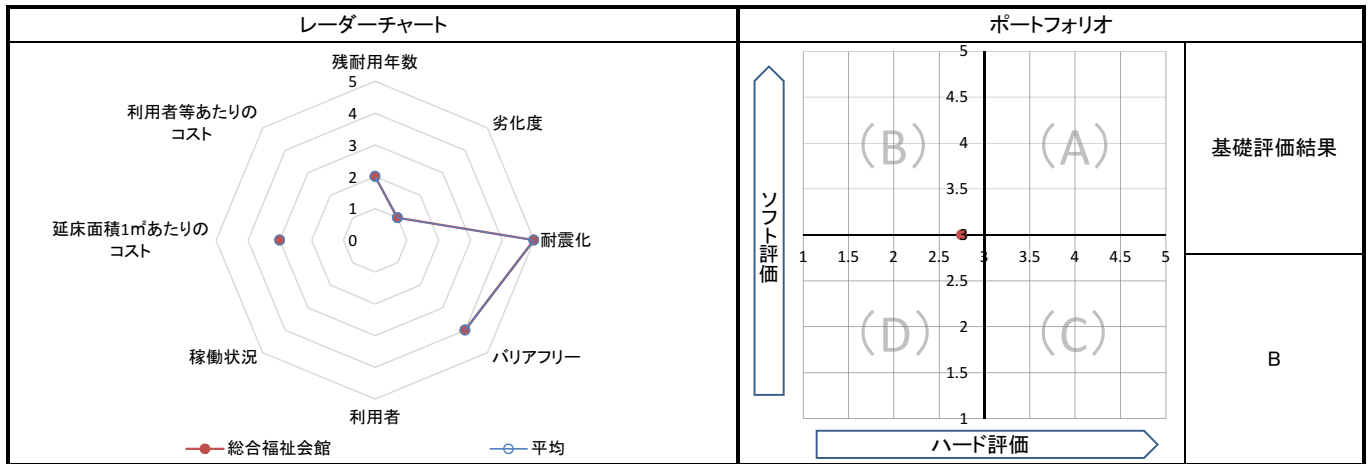 レーダーチャート
残耐用年数
5
4
3
2
1
0
劣化度
耐震化
バリアフリー
利用者
稼働状況
延床面積1㎡あたりの
コスト
利用者等あたりの
コスト
総合福祉会館
平均
ポートフォリオ
ソフト評価
5
4.5
4
3.5
3
2.5
2
1.5
1
1 1.5 2 2.5 3 3.5 4 4.5 5
(B)
(A)
(D)
(C)
ハード評価
基礎評価結果
B